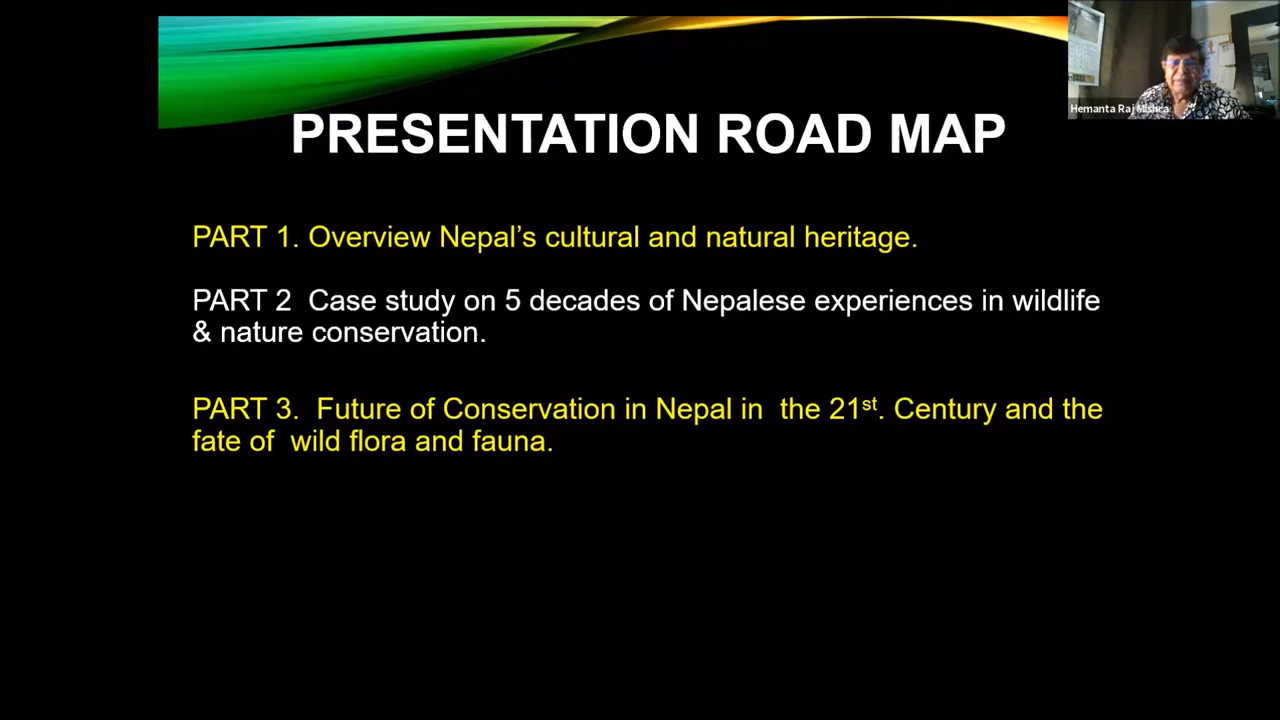 Hemanta Raj Mishra
PRESENTATION ROAD MAP
PART 1. Overview Nepal’s cultural and natural heritage.
PART 2  Case study on 5 decades of Nepalese experiences in wildlife
& nature conservation.
PART 3.  Future of Conservation in Nepal in  the 21st. Century and the
fate of  wild flora and fauna.